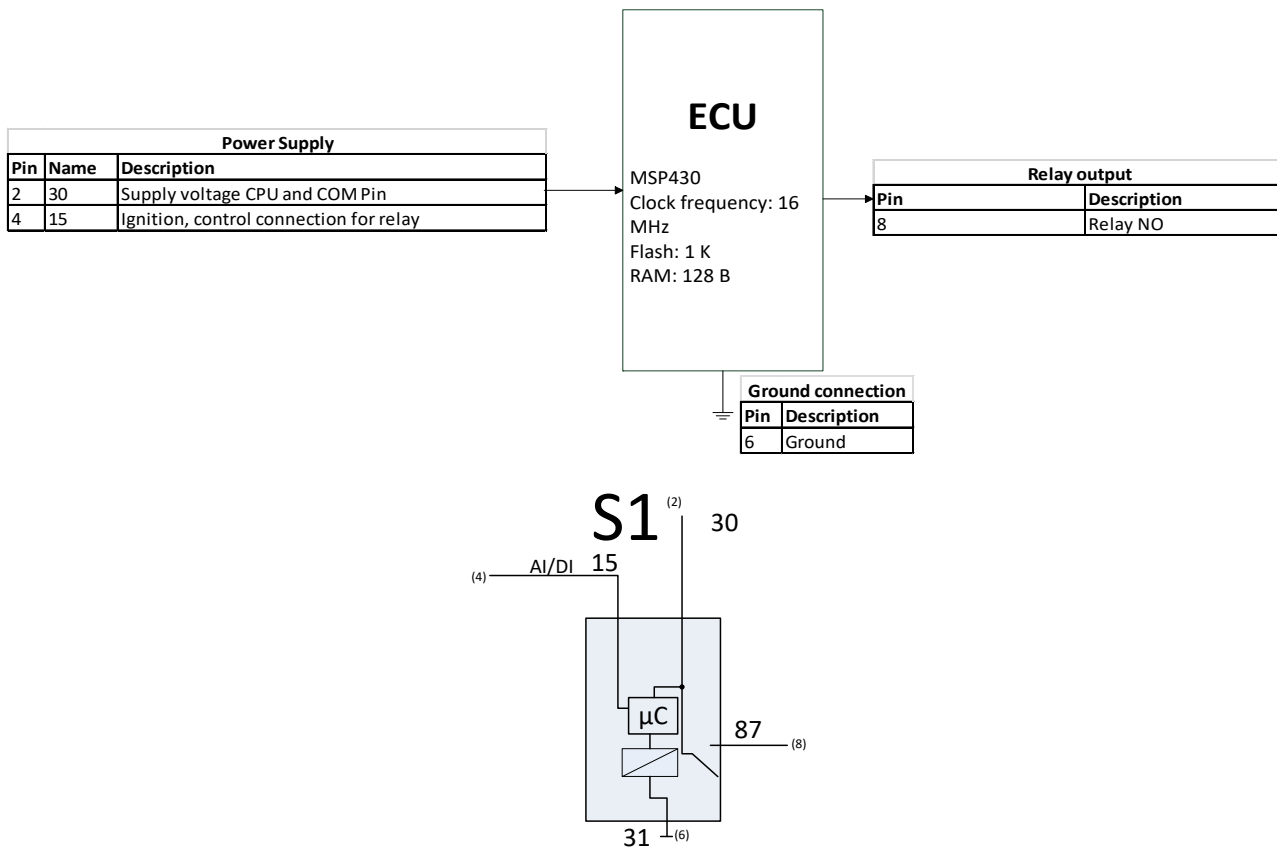 ECU
MSP430
Clock frequency: 16
MHz
Flash: 1 K
RAM: 128 B
Power Supply
Pin Name Description
2 30 Supply voltage CPU and COM Pin
4 15 Ignition, control connection for relay
Relay output
Pin Description
8 Relay NO
Ground connection
Pin Description
6 Ground
S1 (2) 30
(4) AI/DI 15
µC
87 (8)
31 (6)